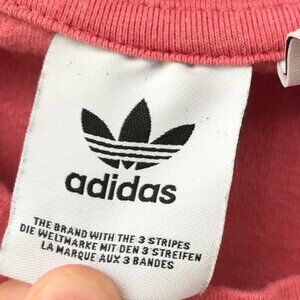 adidas
THE BRAND WITH THE 3 STRIPES
DIE WELTMARKE MIT DEN 3 STREIFEN
LA MARQUE AUX 3 BANDES